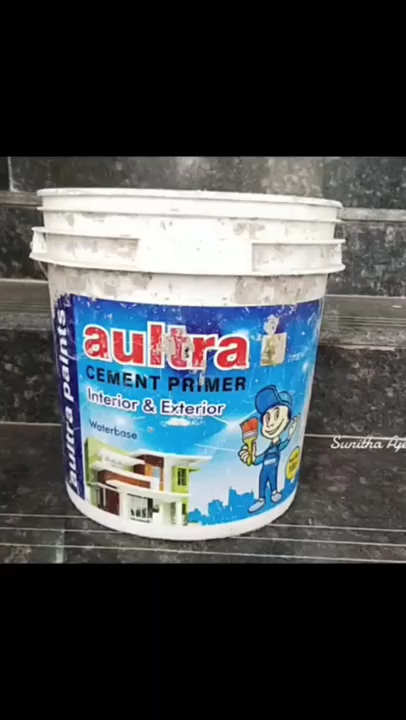 aultra
CEMENT PRIMER
Interior & Exterior
Waterbase
aultra paints
Sunitha